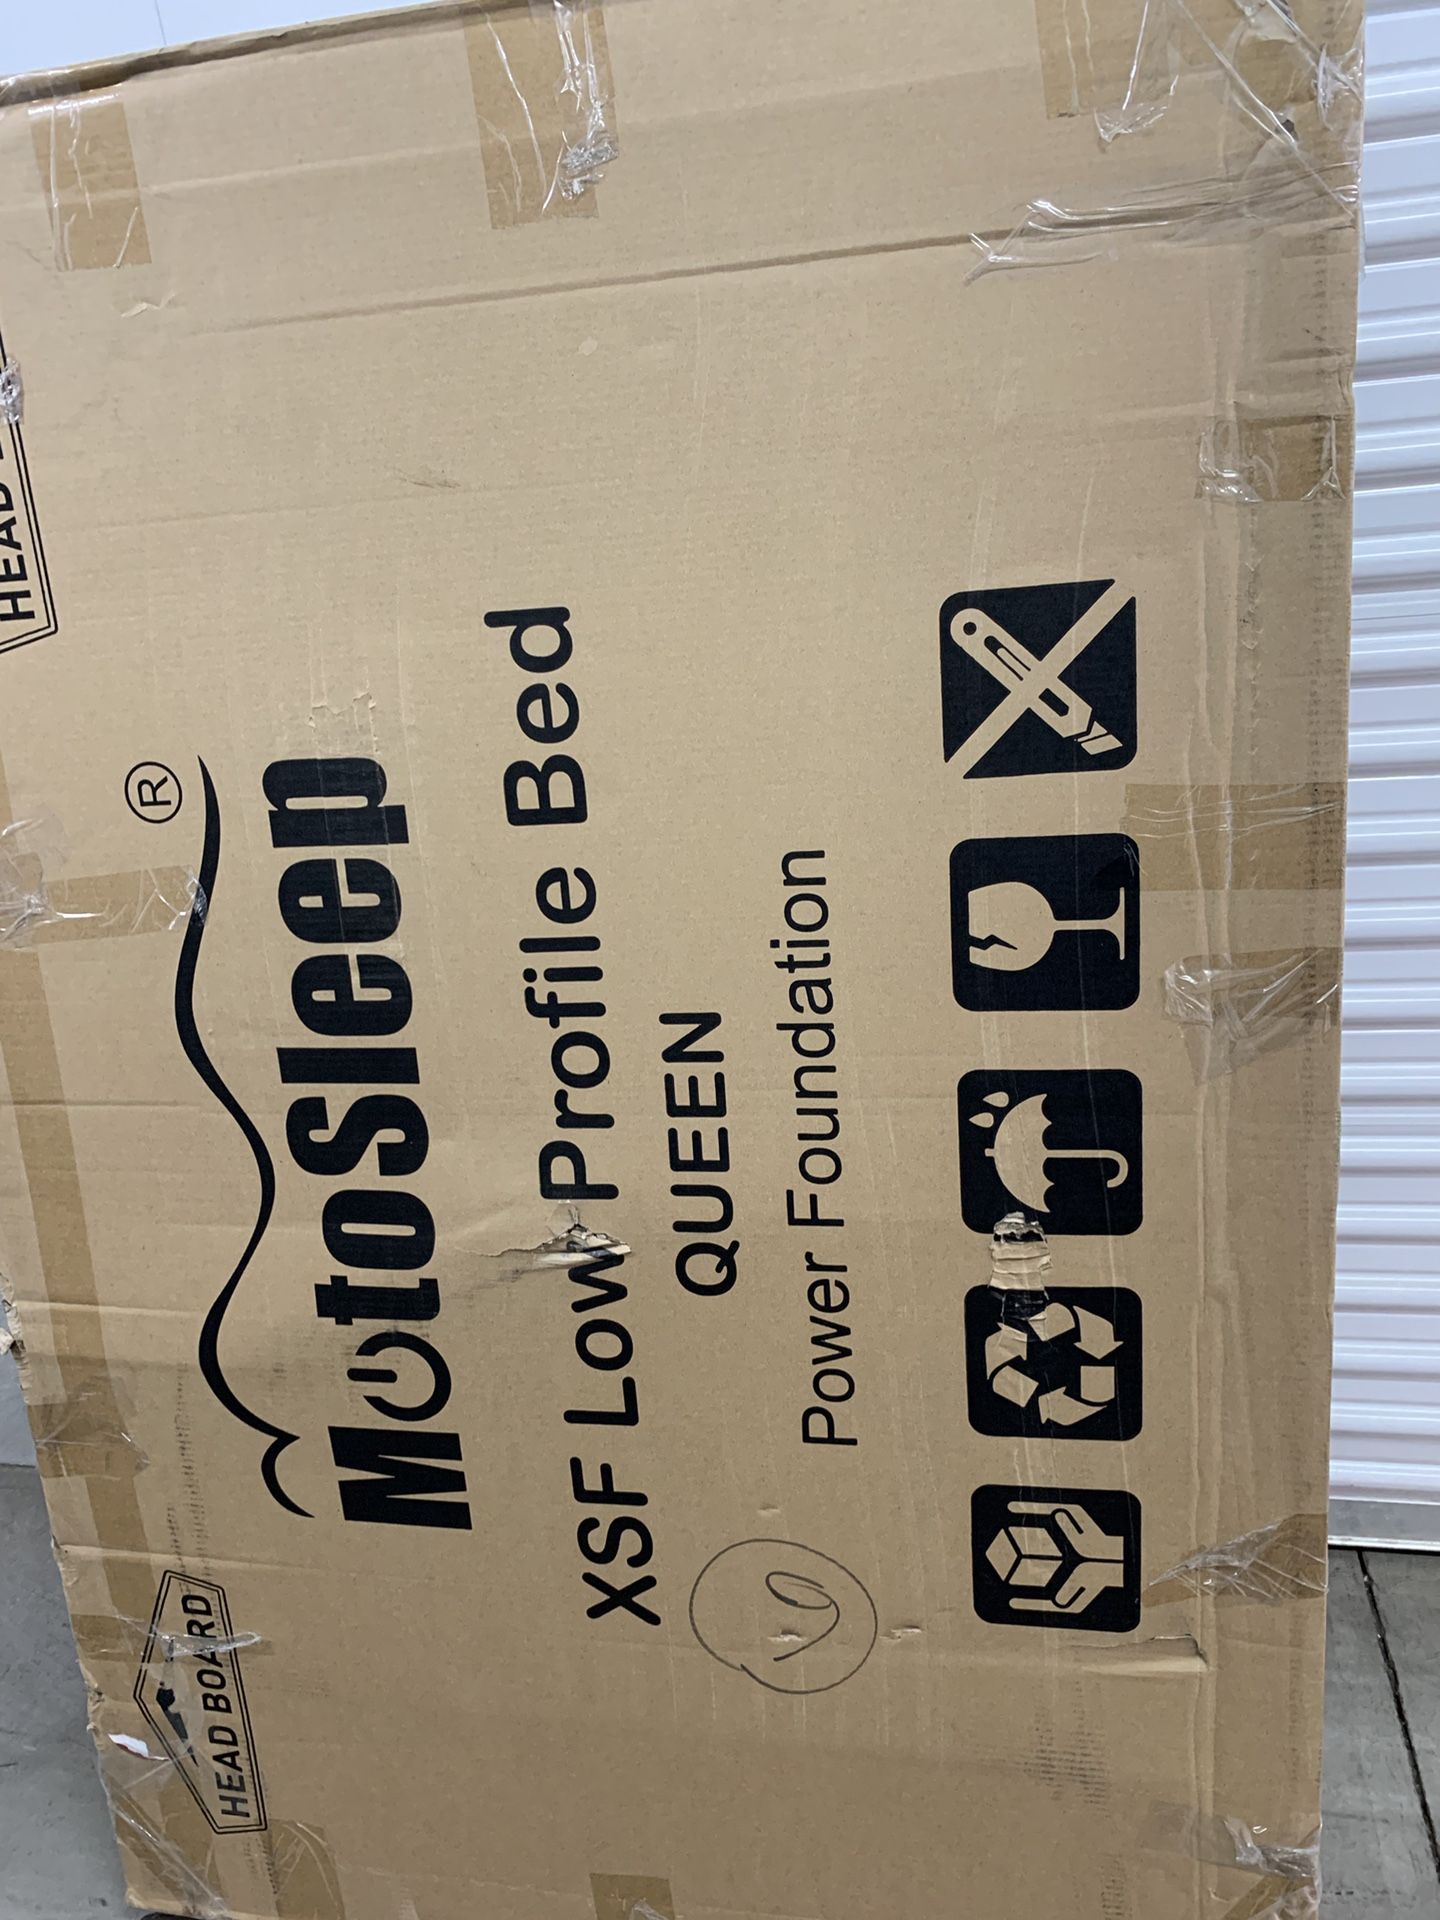 HEAD BOARD
HEAD
MotoSleep®
XSF Low Profile Bed
QUEEN
Power Foundation